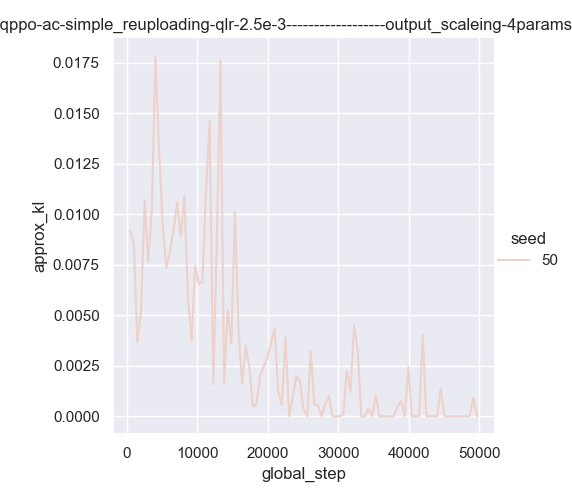 qppo-ac-simple_reuploading-qlr-2.5e-3------------------output_scaleing-4params
0.0175
0.0150
0.0125
0.0100
0.0075
0.0050
0.0025
0.0000
approx_kl
0 10000 20000 30000 40000 50000
global_step
seed
50